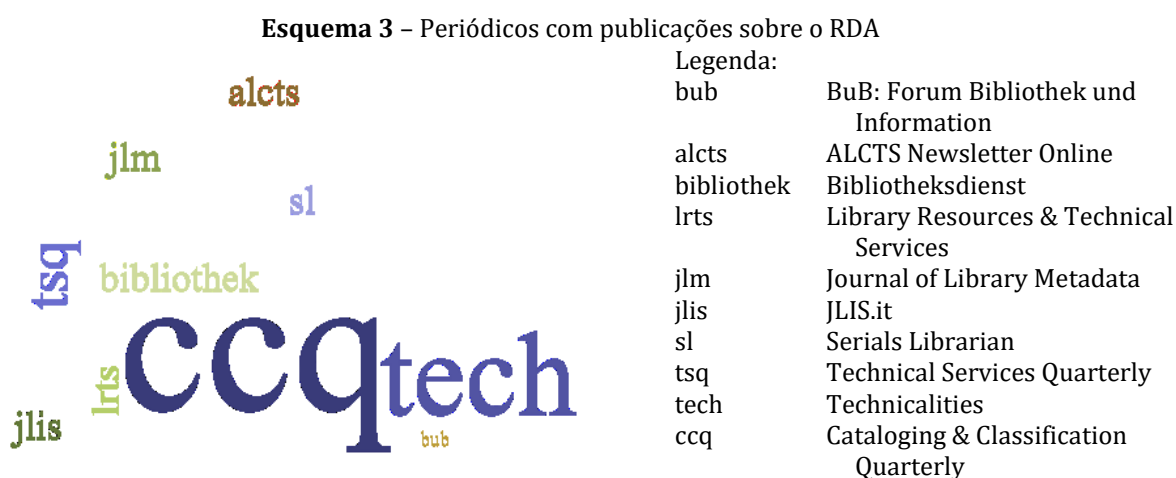 Esquema 3 – Periódicos com publicações sobre o RDA
alcts
jlm
sl
tsq
bibliothek
ccq
tech
lrts
jlis
bub
Legenda:
bub BuB: Forum Bibliothek und
Information
alcts ALCTS Newsletter Online
bibliothek Bibliotheksdienst
lrts Library Resources & Technical
Services
jlm Journal of Library Metadata
jlis JLIS.it
sl Serials Librarian
tsq Technical Services Quarterly
tech Technicalities
ccq Cataloging & Classification
Quarterly